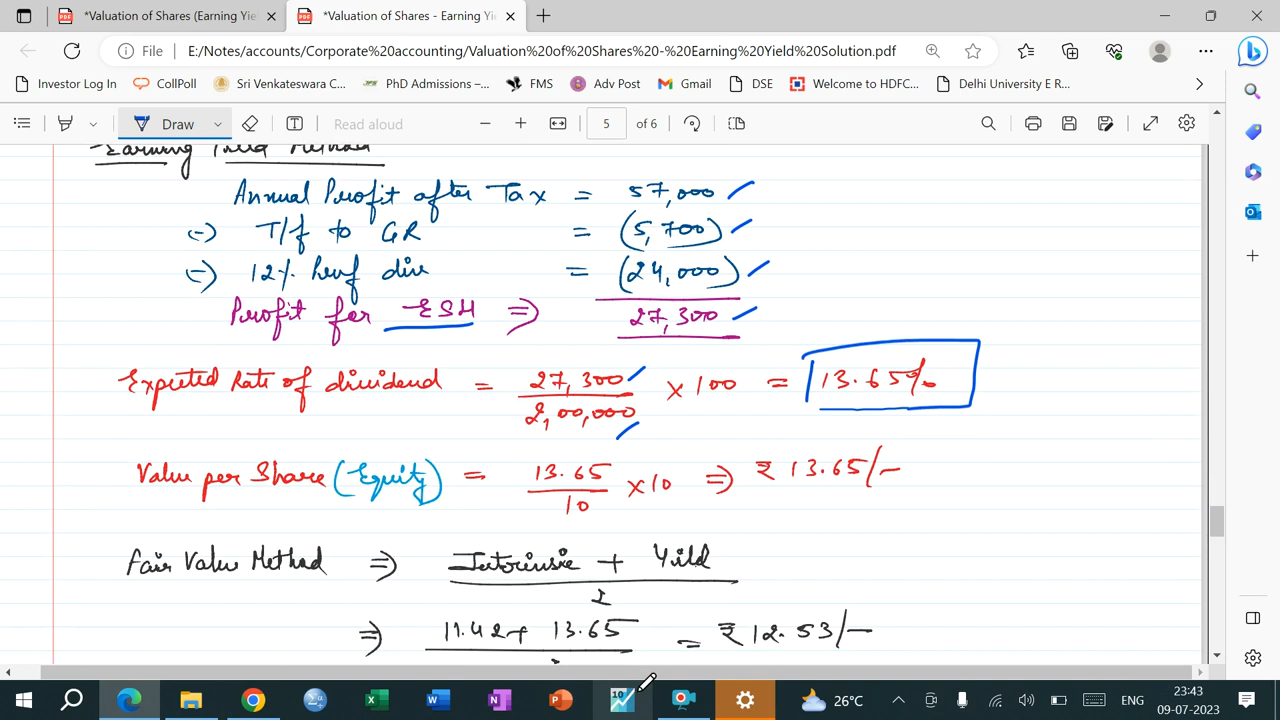 *Valuation of Shares (Earning Yie
*Valuation of Shares - Earning Yi
File
E:/Notes/accounts/Corporate%20accounting/Valuation%20of%20Shares%20-%20Earning%20Yield%20Solution.pdf
Investor Log In
CollPoll
Sri Venkateswara C...
PhD Admissions –...
FMS
Adv Post
Gmail
DSE
Welcome to HDFC...
Delhi University E R...
Draw
Read aloud
5 of 6
Earning Yield Method
Annual Profit after Tax = 57,000
(-) T/f to GR = (5,700)
(-) 12% Pref div = (24,000)
Profit for ESH ⇒ 27,300
Expected Rate of dividend = 27,300 / 2,00,000 × 100 = 13.65%
Value per Share (Equity) = 13.65 / 10 × 10 ⇒ ₹ 13.65/-
Fair Value Method ⇒ Intrinsic + Yield / 2
⇒ 11.42 + 13.65 = ₹ 12.53/-
26°C
ENG
23:43
09-07-2023